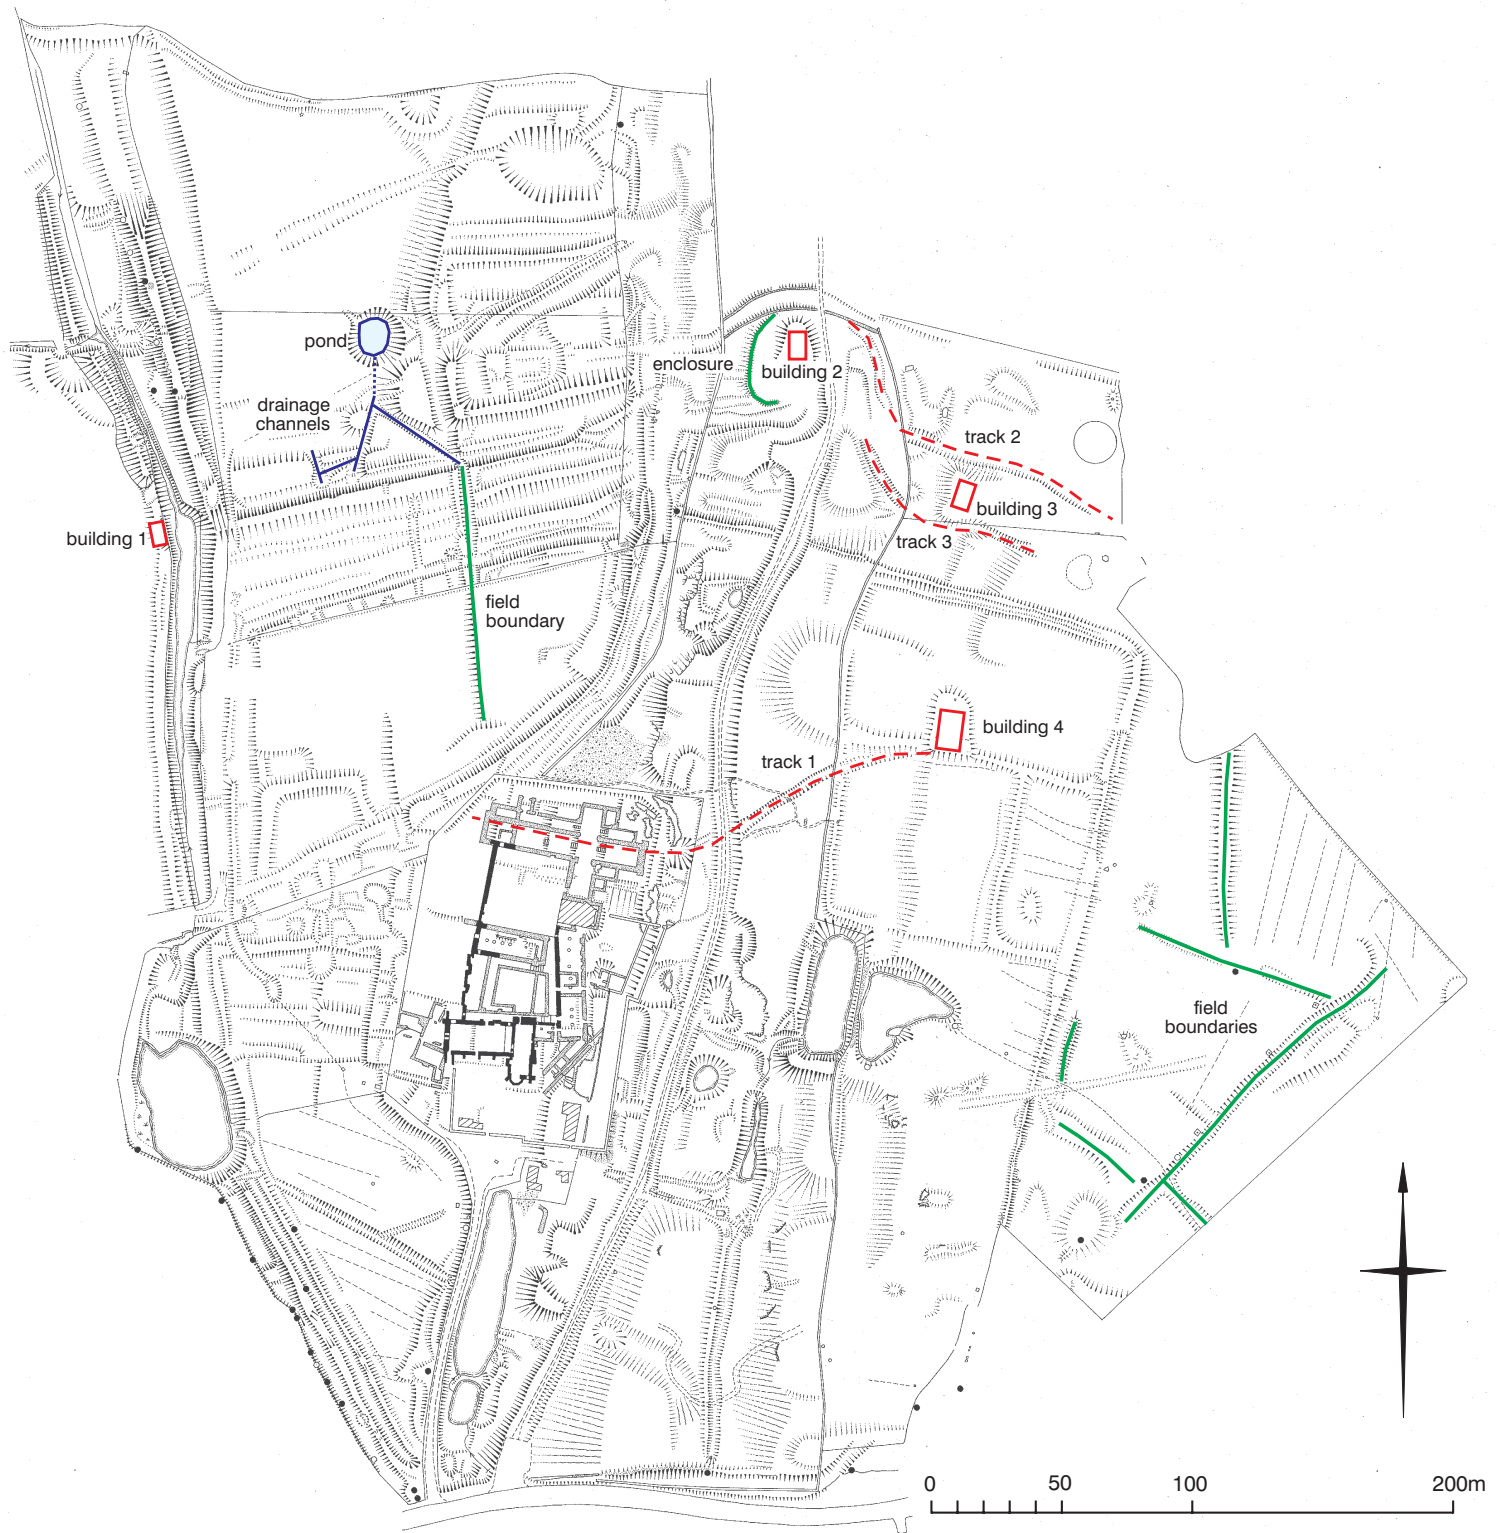 pond
enclosure
building 2
drainage
channels
track 2
building 3
building 1
track 3
field
boundary
building 4
track 1
field
boundaries
0 50 100 200m